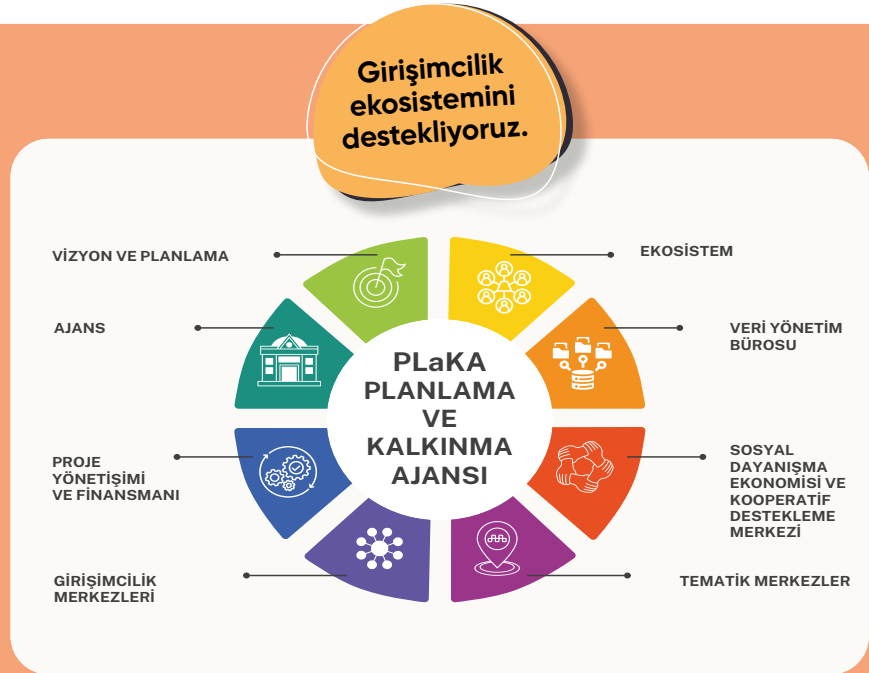 Girişimcilik
ekosistemini
destekliyoruz.
VİZYON VE PLANLAMA
EKOSİSTEM
AJANS
VERİ YÖNETİM
BÜROSU
PLaKA
PLANLAMA
VE
KALKINMA
AJANSI
PROJE
YÖNETİŞİMİ
VE FİNANSMANI
SOSYAL
DAYANIŞMA
EKONOMİSİ VE
KOOPERATİF
DESTEKLEME
MERKEZİ
GİRİŞİMCİLİK
MERKEZLERİ
TEMATİK MERKEZLER